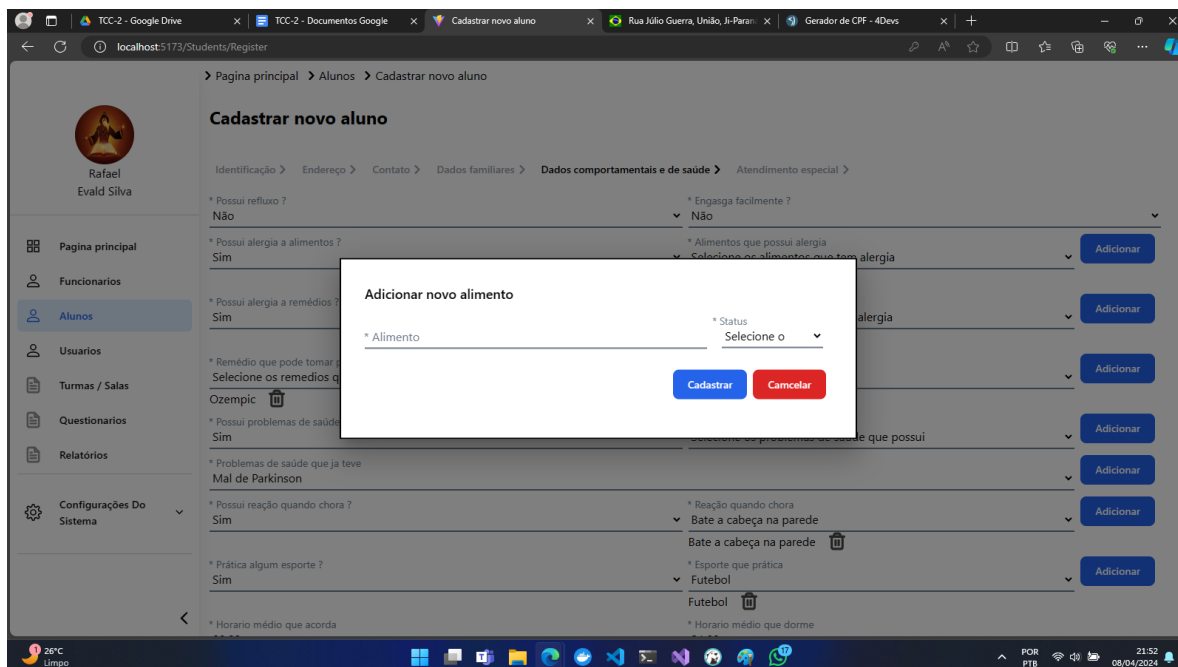 TCC-2 - Google Drive
TCC-2 - Documentos Google
Cadastrar novo aluno
Rua Júlio Guerra, União, Ji-Paran
Gerador de CPF - 4Devs
localhost:5173/Students/Register
Pagina principal > Alunos > Cadastrar novo aluno
Cadastrar novo aluno
Rafael
Evald Silva
Identificação > Endereço > Contato > Dados familiares > Dados comportamentais e de saúde > Atendimento especial >
* Possui refluxo ? * Engasga facilmente ?
Não Não
* Possui alergia a alimentos ? * Alimentos que possui alergia
Sim Selecione os alimentos que tem alergia Adicionar
Adicionar novo alimento
* Alimento * Status
Selecione o
Cadastrar Camcelar
* Possui alergia a remédios ?
Sim alergia Adicionar
* Remédio que pode tomar
Selecione os remedios Adicionar
Ozempic
* Possui problemas de saúde
Sim Selecione os problemas de saúde que possui Adicionar
* Problemas de saúde que ja teve
Mal de Parkinson Adicionar
* Possui reação quando chora ? * Reação quando chora
Sim Bate a cabeça na parede Adicionar
Bate a cabeça na parede
* Prática algum esporte ? * Esporte que prática
Sim Futebol Adicionar
Futebol
* Horario médio que acorda * Horario médio que dorme
Pagina principal
Funcionarios
Alunos
Usuarios
Turmas / Salas
Questionarios
Relatórios
Configurações Do
Sistema
26°C
Limpo
POR
PTB
21:52
08/04/2024